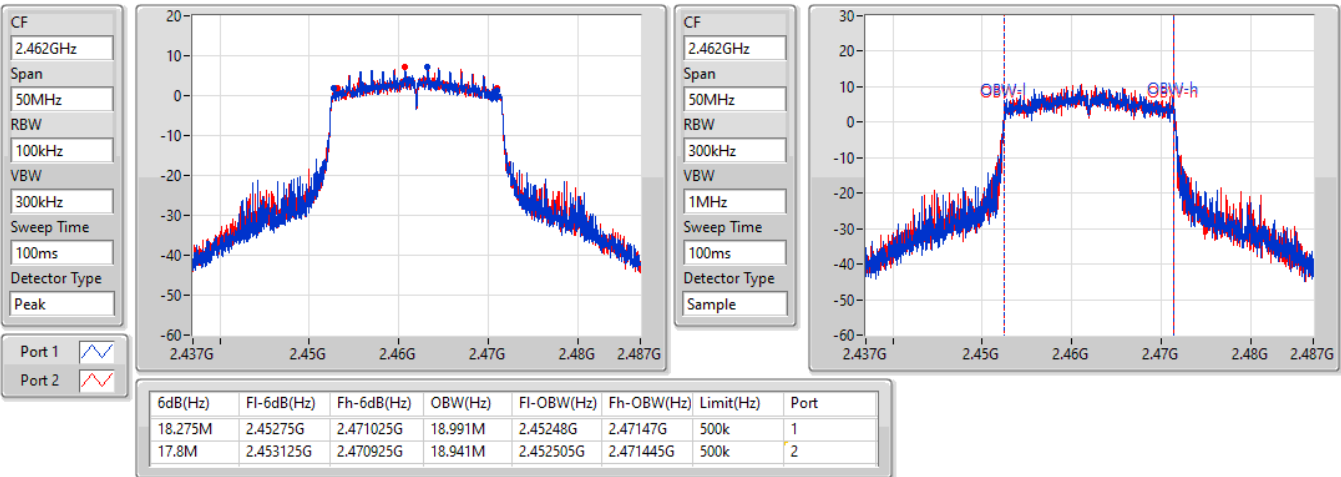 CF
2.462GHz
Span
50MHz
RBW
100kHz
VBW
300kHz
Sweep Time
100ms
Detector Type
Peak
Port 1
Port 2
20
10
0
-10
-20
-30
-40
-50
-60
2.437G 2.45G 2.46G 2.47G 2.48G 2.487G
CF
2.462GHz
Span
50MHz
RBW
300kHz
VBW
1MHz
Sweep Time
100ms
Detector Type
Sample
30
20
10
0
-10
-20
-30
-40
-50
-60
OBW-l OBW-h
2.437G 2.45G 2.46G 2.47G 2.48G 2.487G
6dB(Hz) Fl-6dB(Hz) Fh-6dB(Hz) OBW(Hz) Fl-OBW(Hz) Fh-OBW(Hz) Limit(Hz) Port
18.275M 2.45275G 2.471025G 18.991M 2.45248G 2.47147G 500k 1
17.8M 2.453125G 2.470925G 18.941M 2.452505G 2.471445G 500k 2